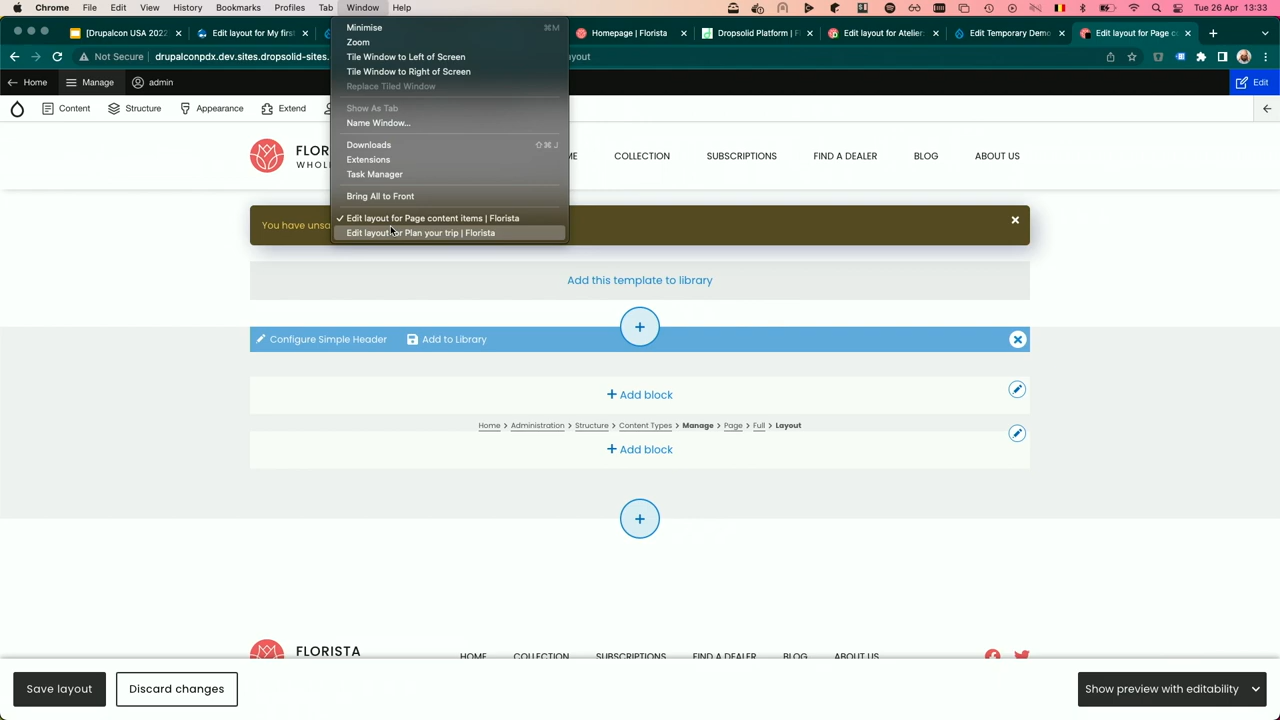 Chrome File Edit View History Bookmarks Profiles Tab Window Help Tue 26 Apr 13:33
[Drupalcon USA 2022
Edit layout for My first
Homepage | Florista
Dropsolid Platform | F
Edit layout for Atelier:
Edit Temporary Demo
Edit layout for Page c
Not Secure
drupalconpdx.dev.sites.dropsolid-sites.
yout
Home
Manage
admin
Edit
Content
Structure
Appearance
Extend
Minimise ⌘M
Zoom
Tile Window to Left of Screen
Tile Window to Right of Screen
Replace Tiled Window
Show As Tab
Name Window...
Downloads ⇧⌘J
Extensions
Task Manager
Bring All to Front
✓ Edit layout for Page content items | Florista
Edit layout for Plan your trip | Florista
FLOR
WHOL
ME
COLLECTION
SUBSCRIPTIONS
FIND A DEALER
BLOG
ABOUT US
You have unsa
Add this template to library
Configure Simple Header
Add to Library
+ Add block
Home > Administration > Structure > Content Types > Manage > Page > Full > Layout
+ Add block
FLORISTA
HOME
COLLECTION
SUBSCRIPTIONS
FIND A DEALER
BLOG
ABOUT US
Save layout
Discard changes
Show preview with editability